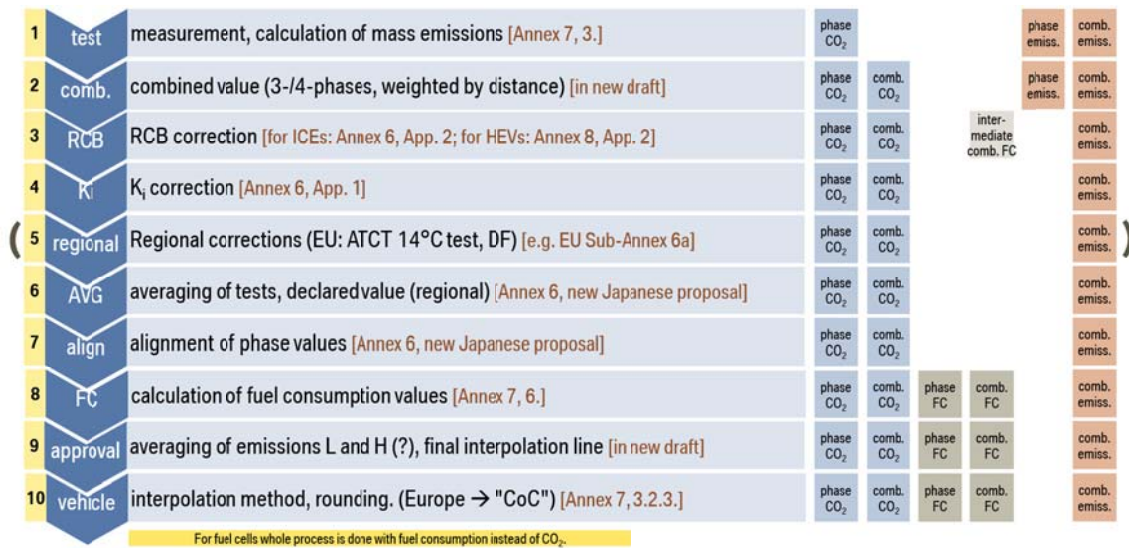 1 test measurement, calculation of mass emissions [Annex 7, 3.] phase CO₂ phase emiss. comb. emiss.
2 comb. combined value (3-/4-phases, weighted by distance) [in new draft] phase CO₂ comb. CO₂ phase emiss. comb. emiss.
3 RCB RCB correction [for ICEs: Annex 6, App. 2; for HEVs: Annex 8, App. 2] phase CO₂ comb. CO₂ inter-mediate comb. FC comb. emiss.
4 Ki Kᵢ correction [Annex 6, App. 1] phase CO₂ comb. CO₂ comb. emiss.
( 5 regional Regional corrections (EU: ATCT 14°C test, DF) [e.g. EU Sub-Annex 6a] phase CO₂ comb. CO₂ comb. emiss. )
6 AVG averaging of tests, declared value (regional) [Annex 6, new Japanese proposal] phase CO₂ comb. CO₂ comb. emiss.
7 align alignment of phase values [Annex 6, new Japanese proposal] phase CO₂ comb. CO₂ comb. emiss.
8 FC calculation of fuel consumption values [Annex 7, 6.] phase CO₂ comb. CO₂ phase FC comb. FC comb. emiss.
9 approval averaging of emissions L and H (?), final interpolation line [in new draft] phase CO₂ comb. CO₂ phase FC comb. FC comb. emiss.
10 vehicle interpolation method, rounding. (Europe → "CoC") [Annex 7, 3.2.3.] phase CO₂ comb. CO₂ phase FC comb. FC comb. emiss.
For fuel cells whole process is done with fuel consumption instead of CO₂.